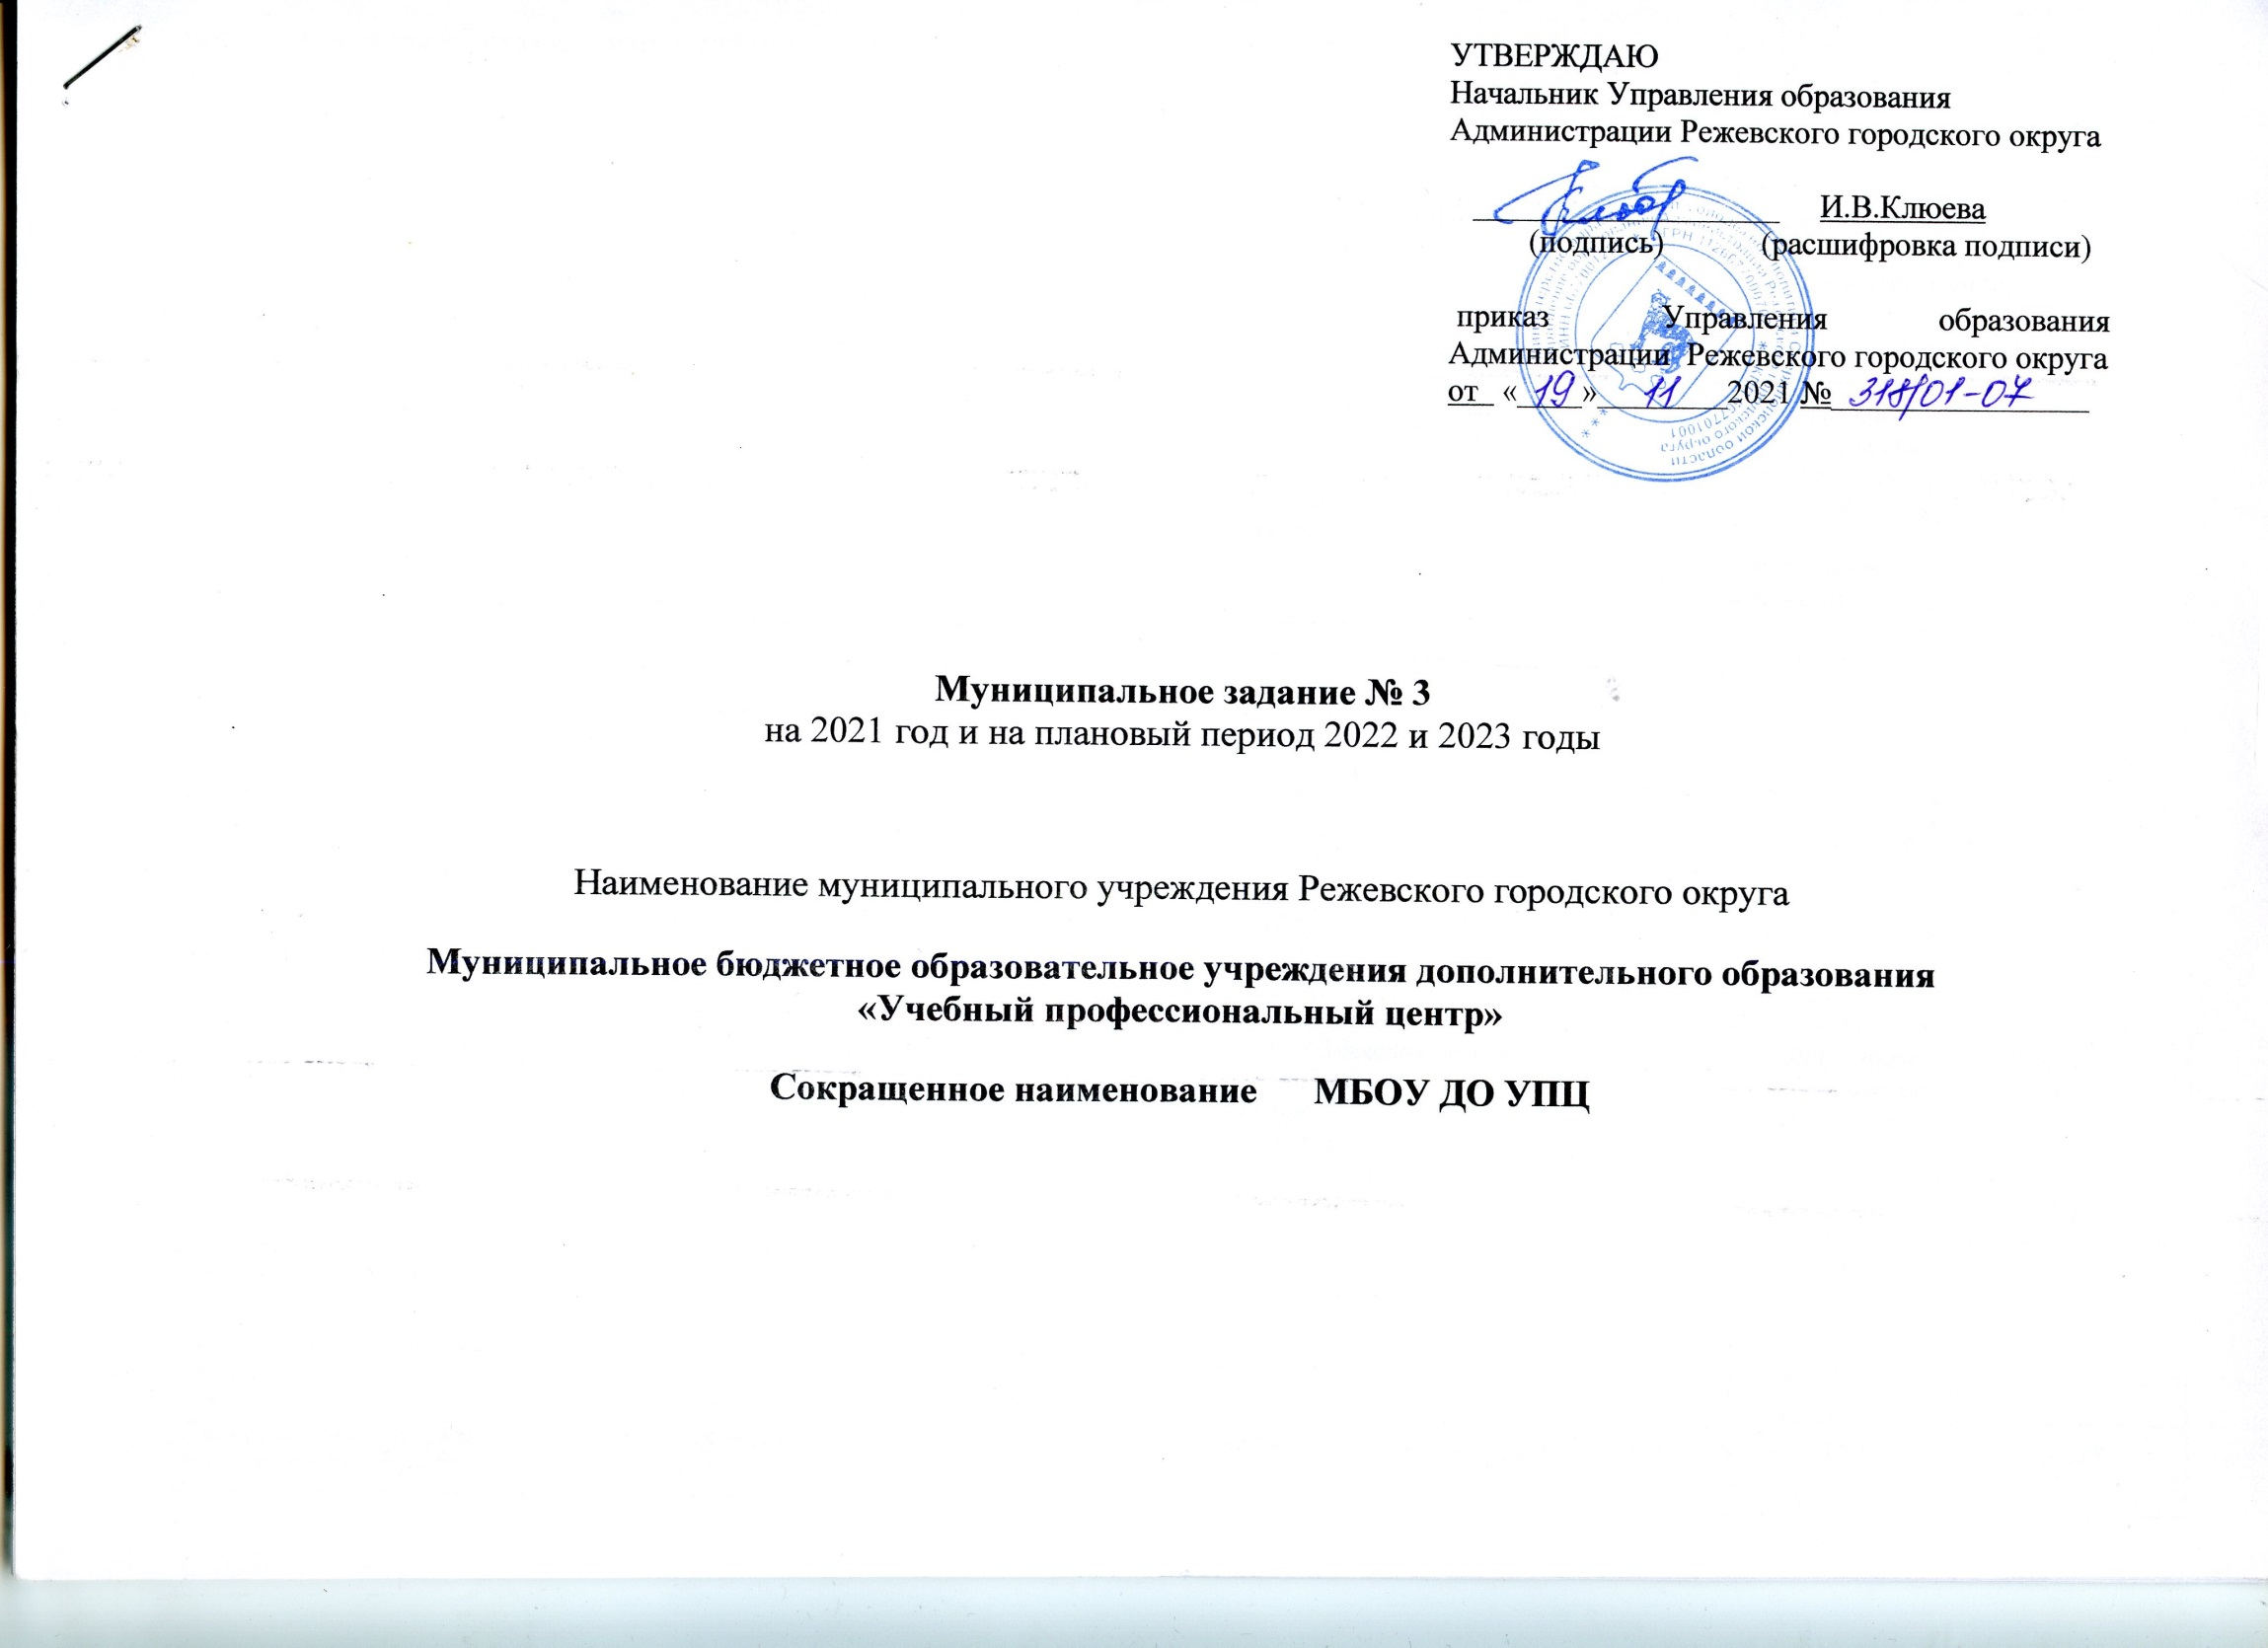 УТВЕРЖДАЮ
Начальник Управления образования
Администрации Режевского городского округа
И.В.Клюева
(подпись) (расшифровка подписи)
приказ Управления образования
Администрации Режевского городского округа
от «19» 11 2021 № 318/01-07
Муниципальное задание № 3
на 2021 год и на плановый период 2022 и 2023 годы
Наименование муниципального учреждения Режевского городского округа
Муниципальное бюджетное образовательное учреждения дополнительного образования
«Учебный профессиональный центр»
Сокращенное наименование МБОУ ДО УПЦ